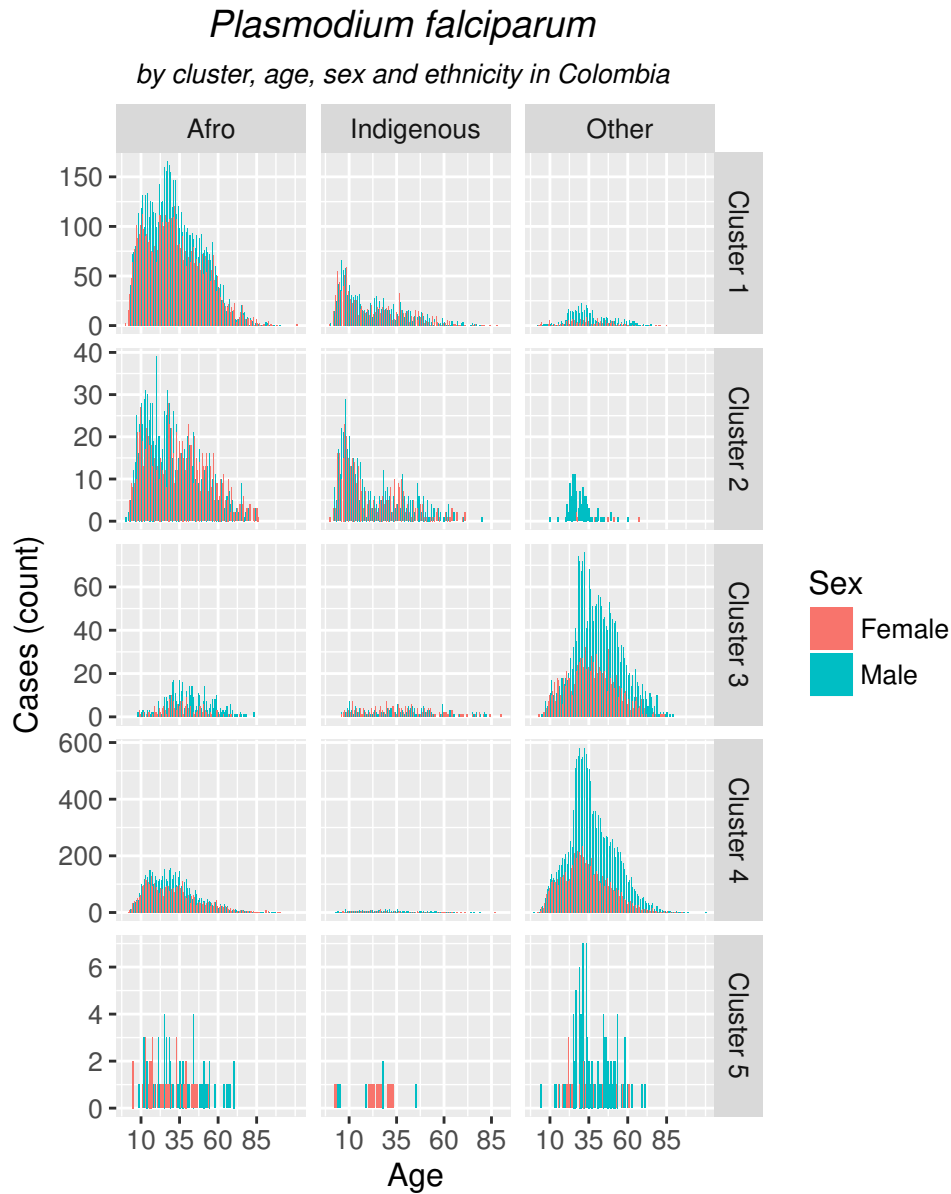 Plasmodium falciparum
by cluster, age, sex and ethnicity in Colombia
Afro Indigenous Other
150
100
50
0
Cluster 1
40
30
20
10
0
Cluster 2
60
40
20
0
Cluster 3
600
400
200
0
Cluster 4
6
4
2
0
Cluster 5
10 35 60 85 10 35 60 85 10 35 60 85
Age
Cases (count)
Sex
Female
Male